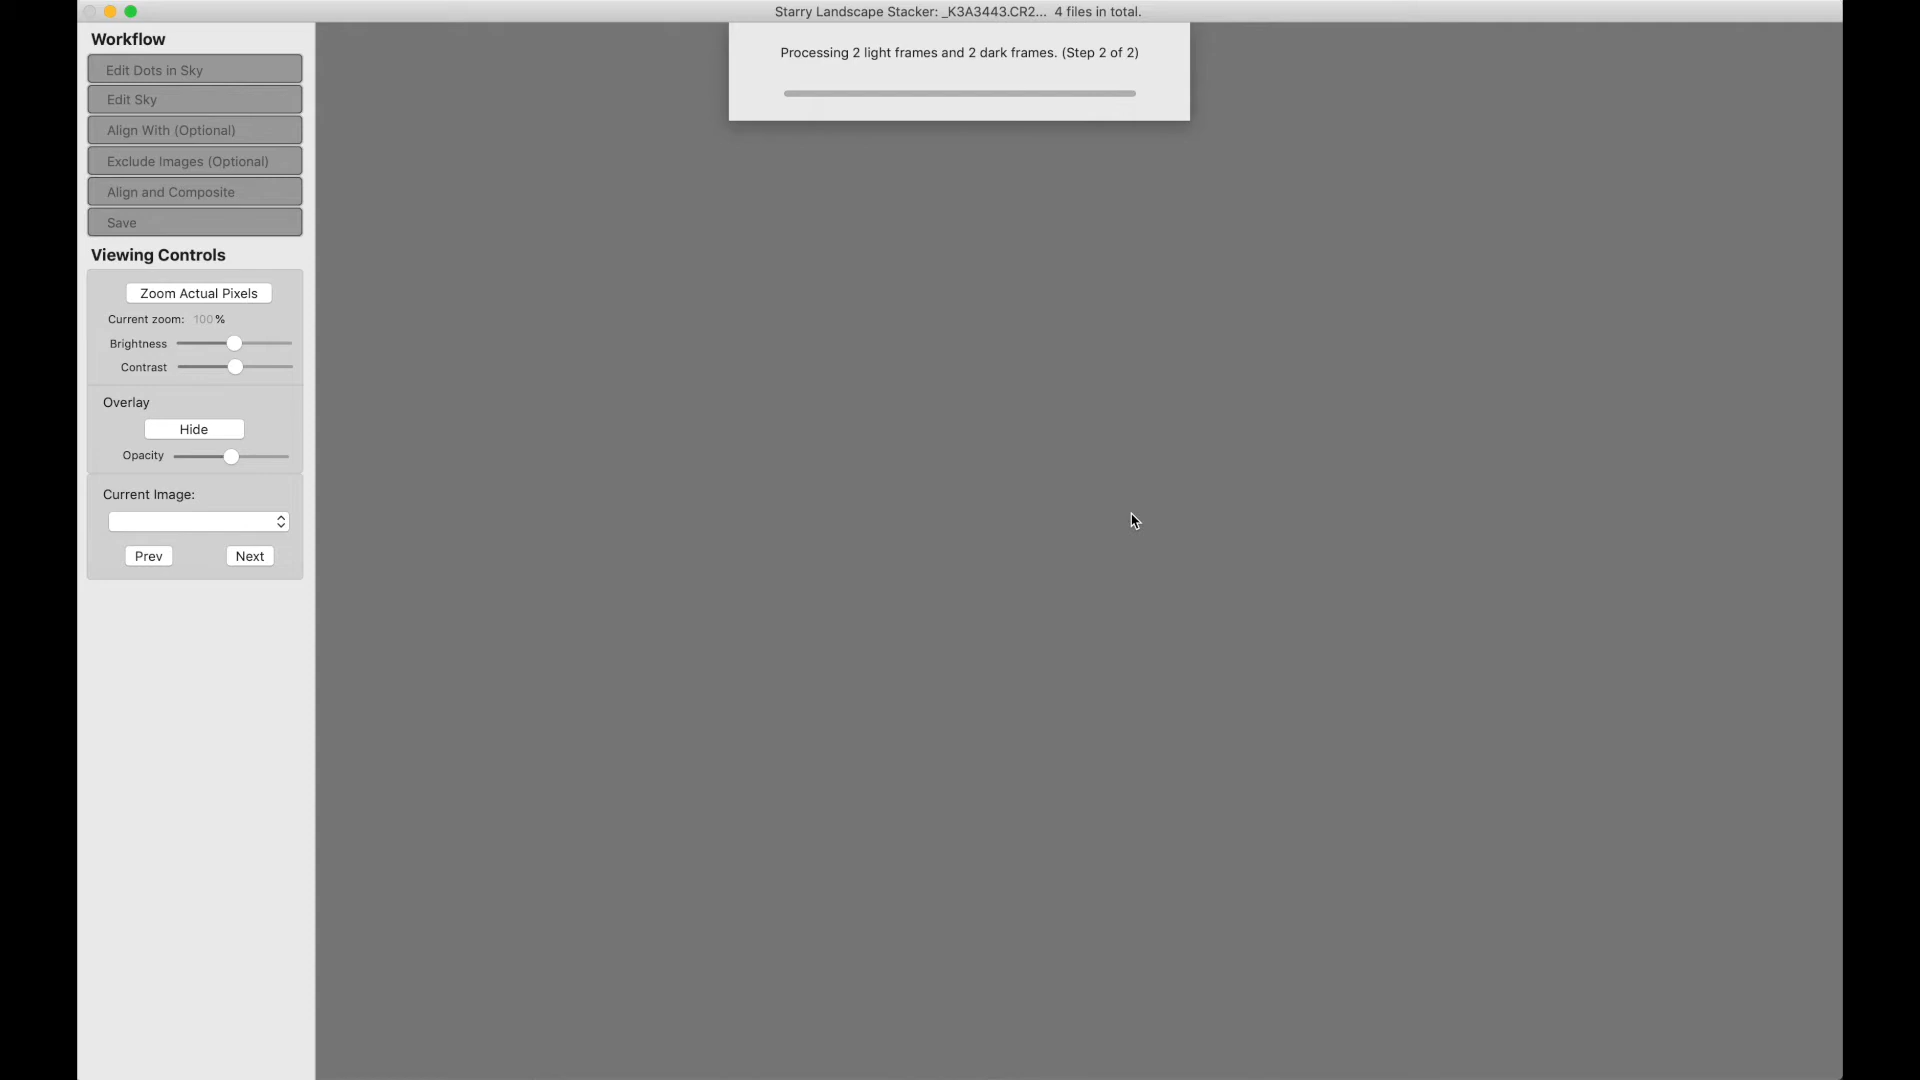 Starry Landscape Stacker: _K3A3443.CR2... 4 files in total.
Processing 2 light frames and 2 dark frames. (Step 2 of 2)
Workflow
Edit Dots in Sky
Edit Sky
Align With (Optional)
Exclude Images (Optional)
Align and Composite
Save
Viewing Controls
Zoom Actual Pixels
Current zoom: 100%
Brightness
Contrast
Overlay
Hide
Opacity
Current Image:
Prev Next